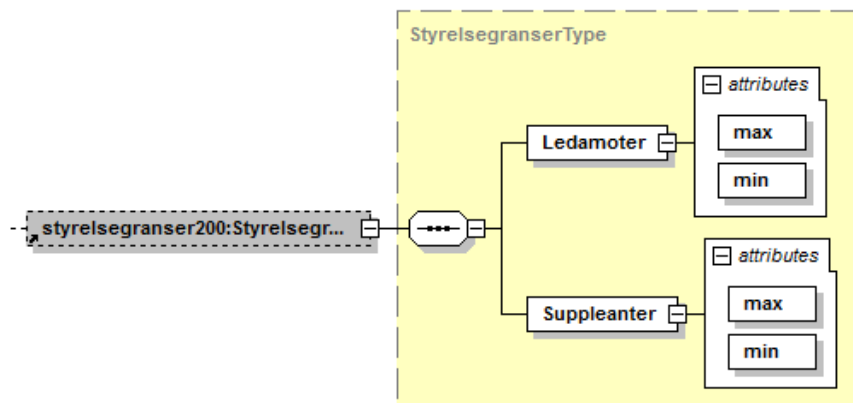 StyrelsegranserType
attributes
Ledamoter
max
min
styrelsegranser200:Styrelsegr...
attributes
Suppleanter
max
min